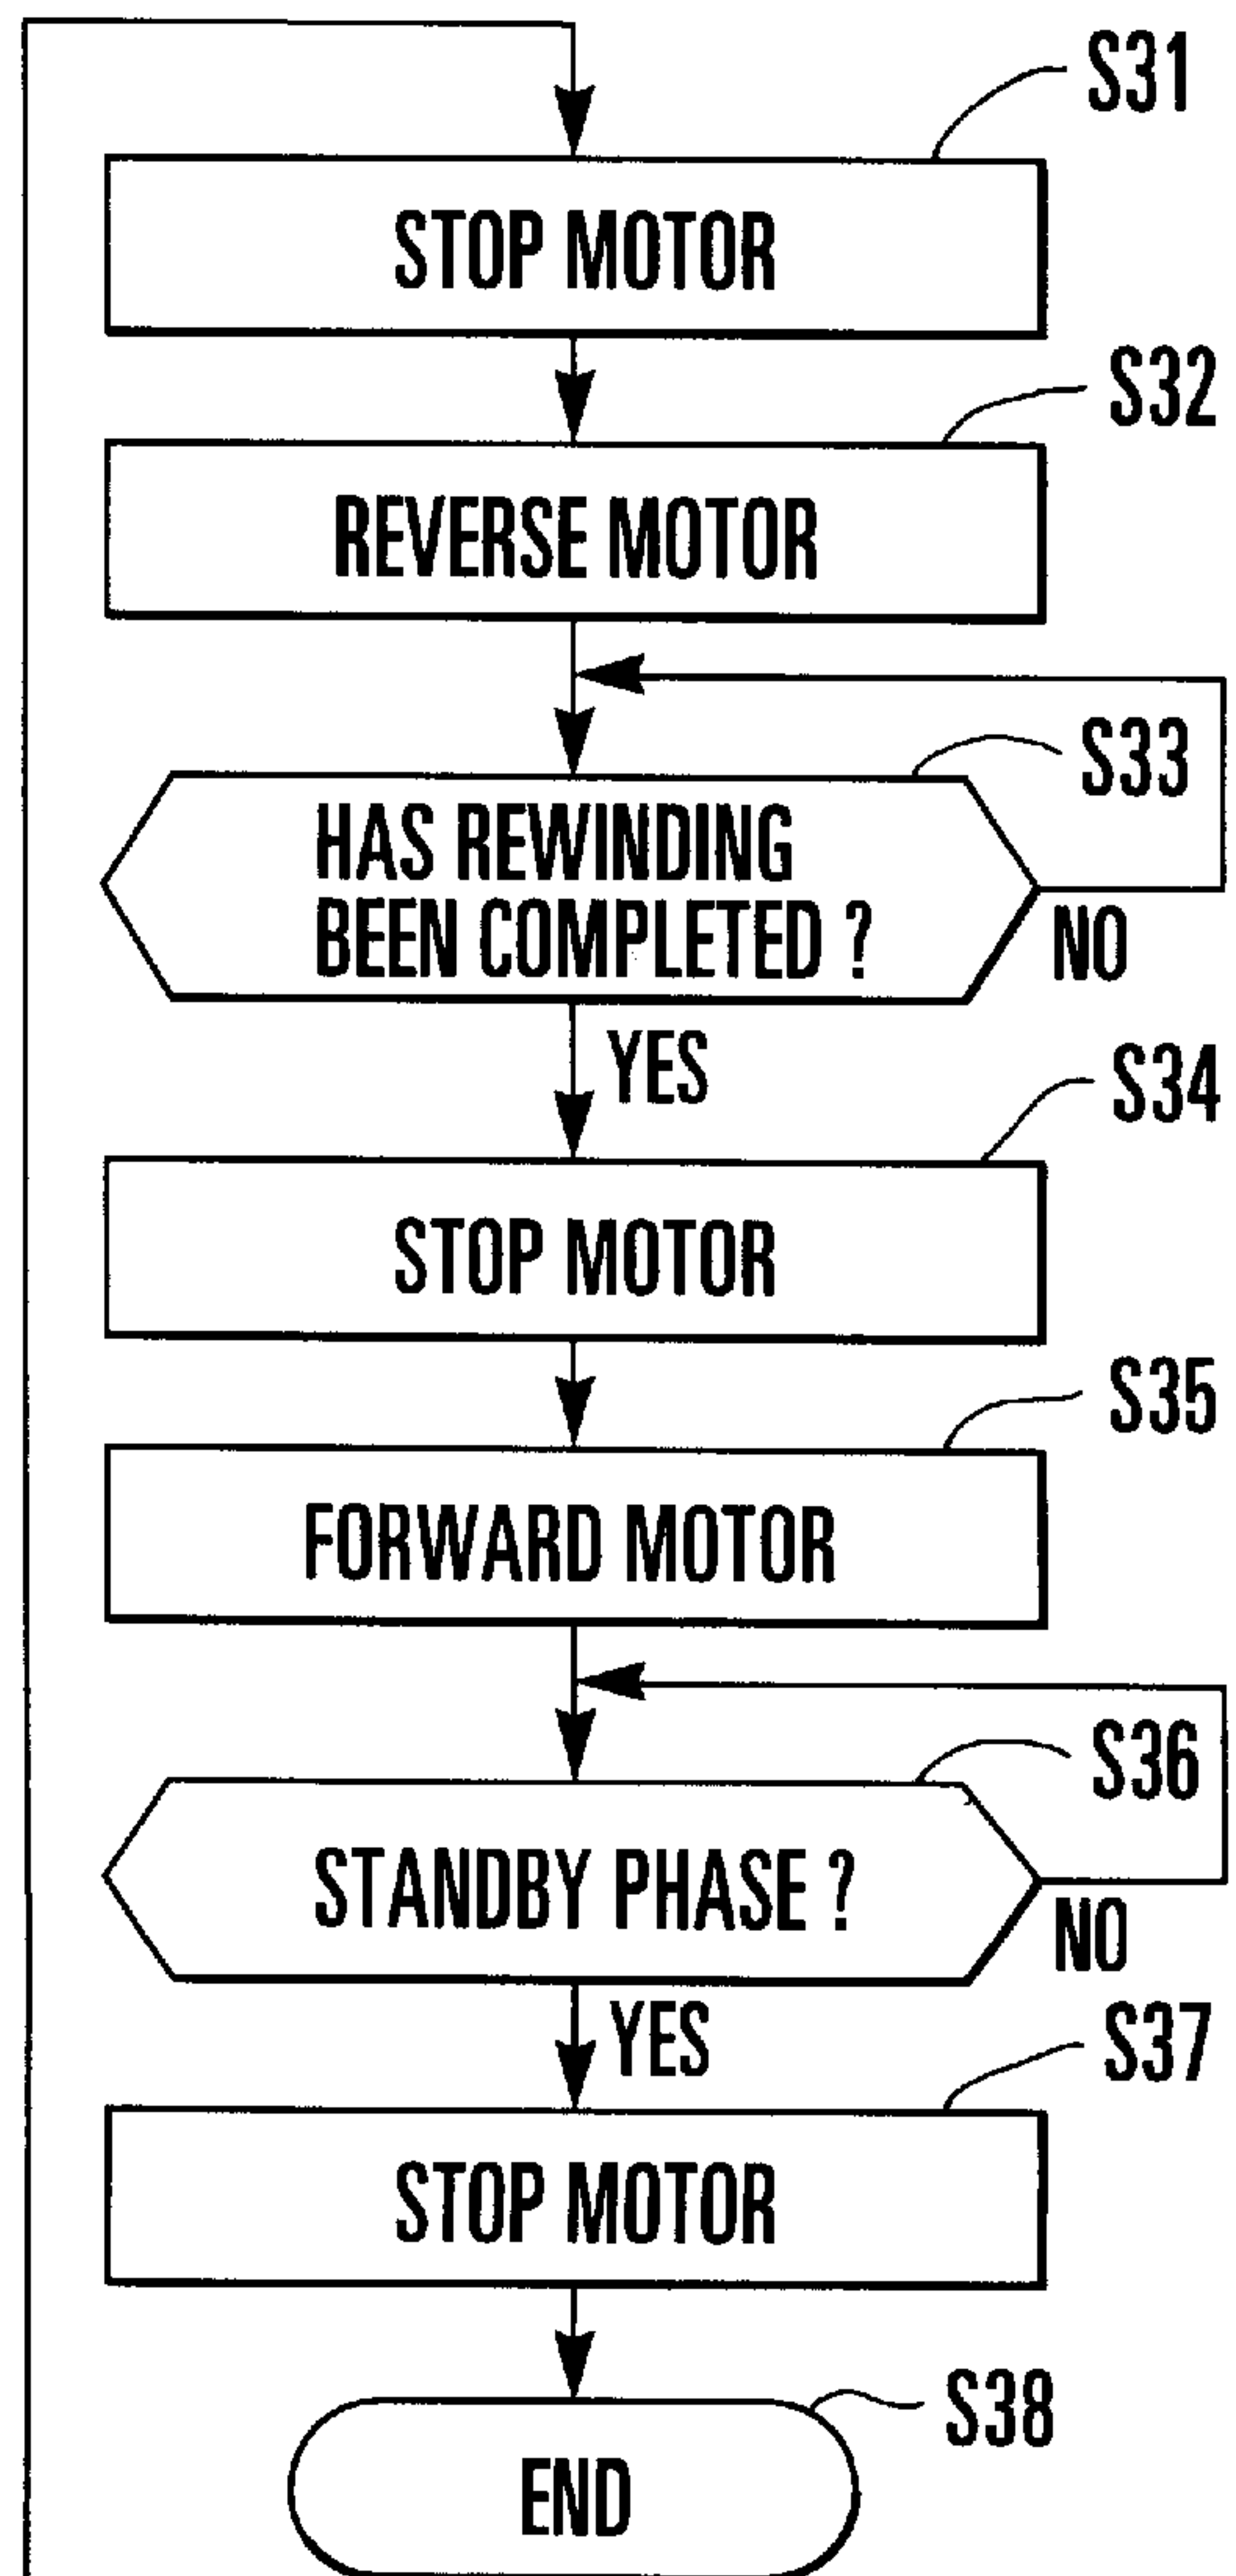 S31
STOP MOTOR
S32
REVERSE MOTOR
S33
HAS REWINDING
BEEN COMPLETED ?
NO
YES
S34
STOP MOTOR
S35
FORWARD MOTOR
S36
STANDBY PHASE ?
NO
YES
S37
STOP MOTOR
S38
END